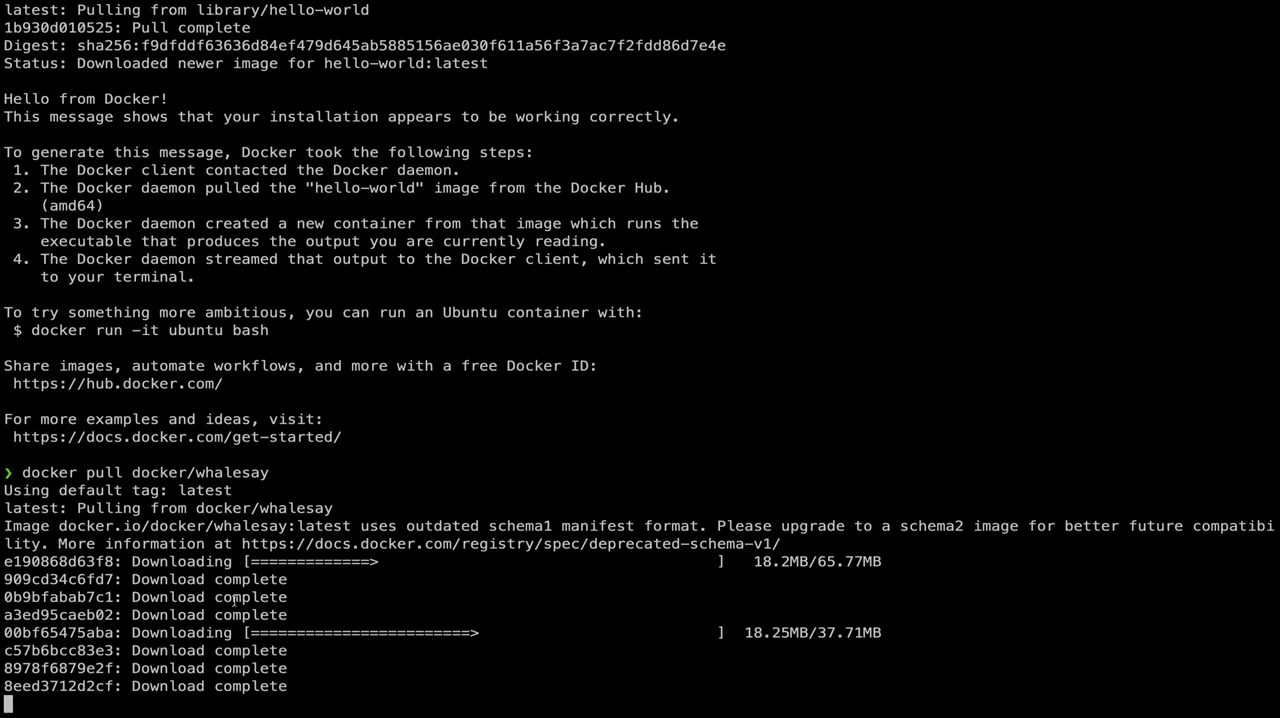 latest: Pulling from library/hello-world
1b930d010525: Pull complete
Digest: sha256:f9dfddf63636d84ef479d645ab5885156ae030f611a56f3a7ac7f2fdd86d7e4e
Status: Downloaded newer image for hello-world:latest
Hello from Docker!
This message shows that your installation appears to be working correctly.
To generate this message, Docker took the following steps:
1. The Docker client contacted the Docker daemon.
2. The Docker daemon pulled the "hello-world" image from the Docker Hub.
(amd64)
3. The Docker daemon created a new container from that image which runs the
executable that produces the output you are currently reading.
4. The Docker daemon streamed that output to the Docker client, which sent it
to your terminal.
To try something more ambitious, you can run an Ubuntu container with:
$ docker run -it ubuntu bash
Share images, automate workflows, and more with a free Docker ID:
https://hub.docker.com/
For more examples and ideas, visit:
https://docs.docker.com/get-started/
❯ docker pull docker/whalesay
Using default tag: latest
latest: Pulling from docker/whalesay
Image docker.io/docker/whalesay:latest uses outdated schema1 manifest format. Please upgrade to a schema2 image for better future compatibi
lity. More information at https://docs.docker.com/registry/spec/deprecated-schema-v1/
e190868d63f8: Downloading [=============>                                     ]   18.2MB/65.77MB
909cd34c6fd7: Download complete
0b9bfabab7c1: Download complete
a3ed95caeb02: Download complete
00bf65475aba: Downloading [========================>                          ]  18.25MB/37.71MB
c57b6bcc83e3: Download complete
8978f6879e2f: Download complete
8eed3712d2cf: Download complete